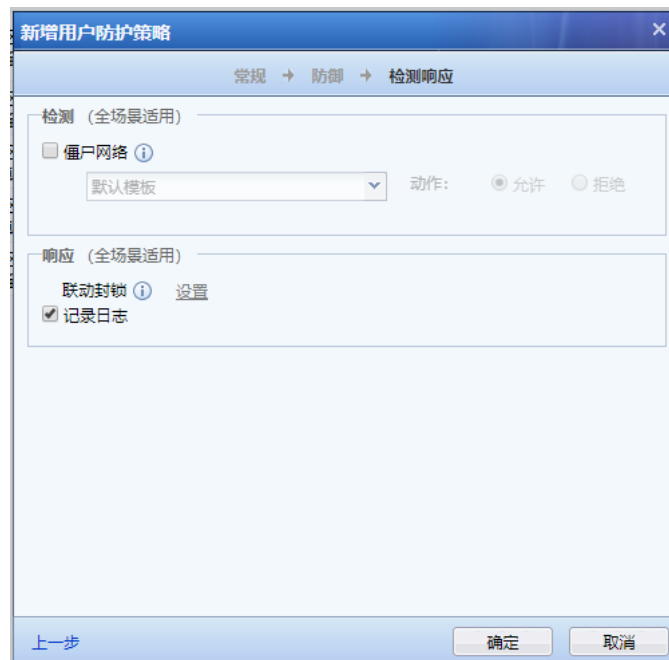 新增用户防护策略
常规 → 防御 → 检测响应
检测 (全场景适用)
僵尸网络
默认模板 动作: 允许 拒绝
响应 (全场景适用)
联动封锁 设置
记录日志
上一步 确定 取消